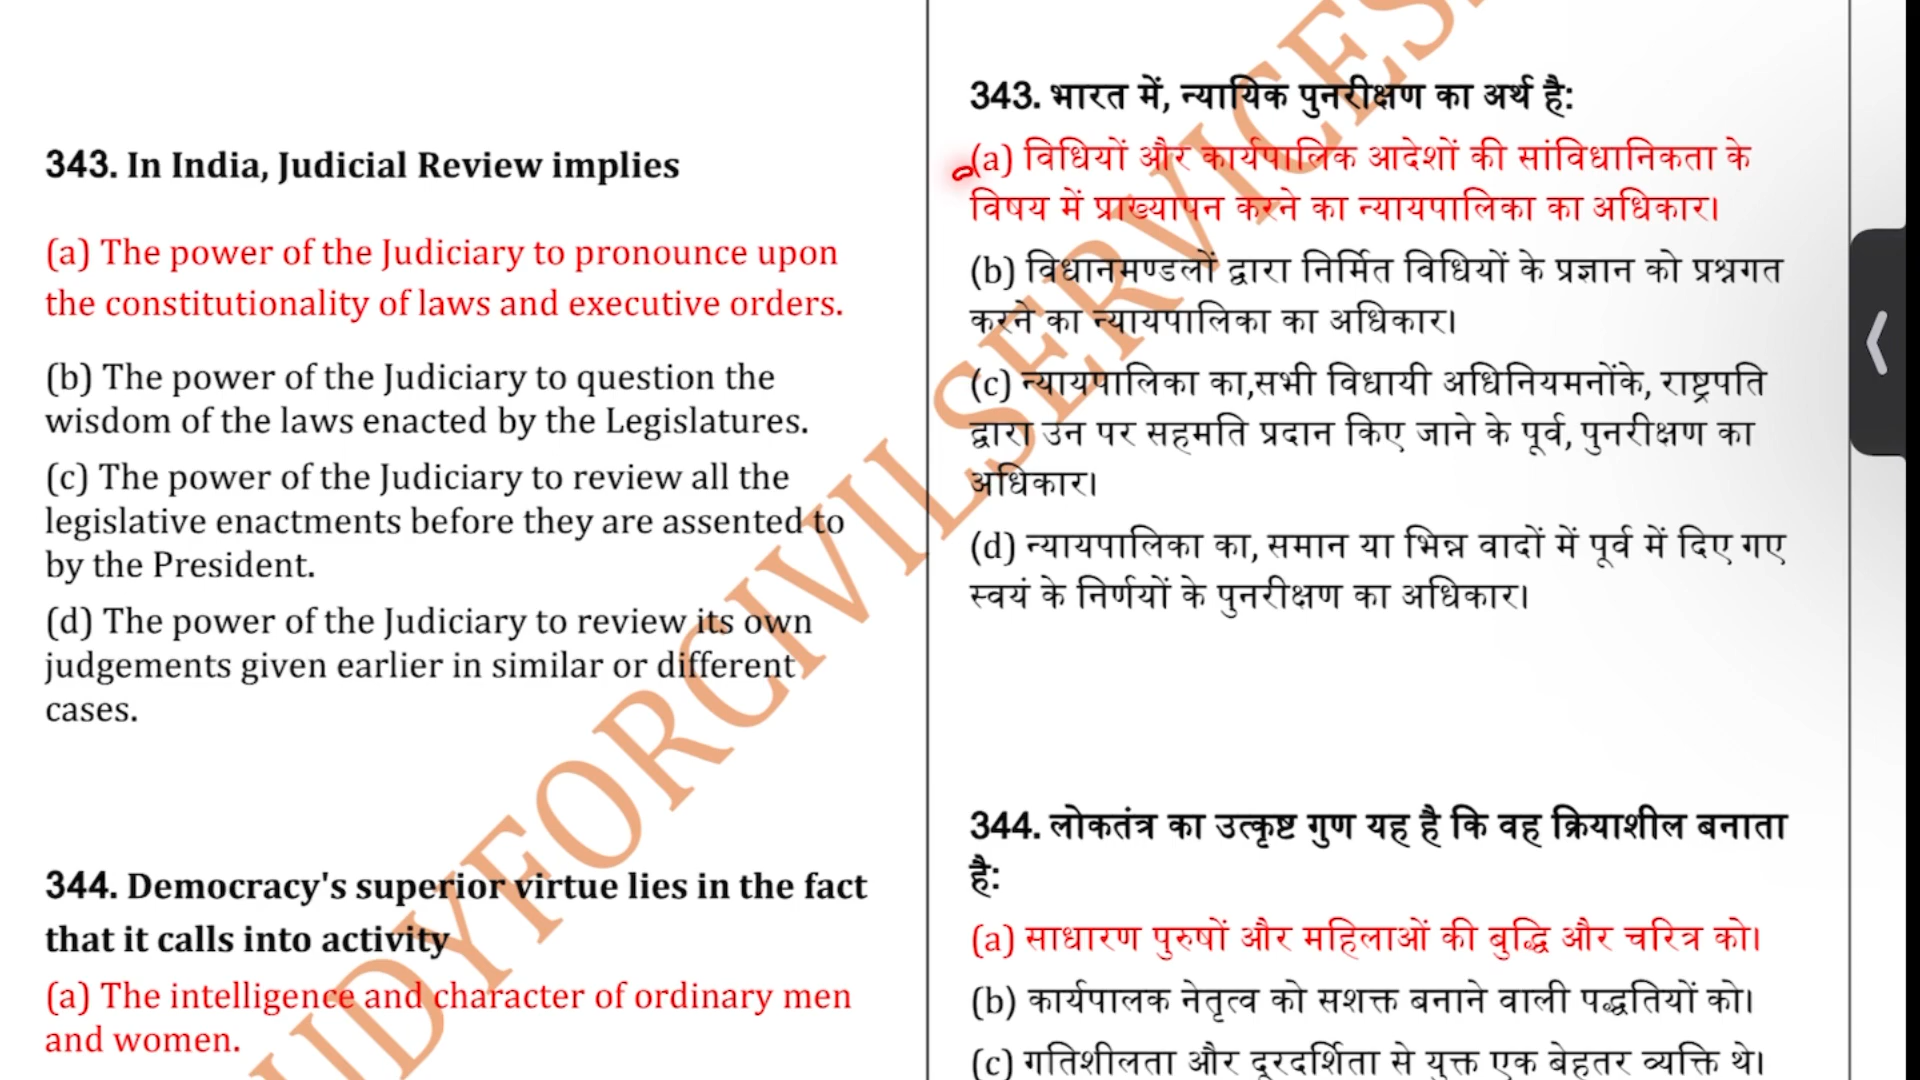 343. In India, Judicial Review implies
(a) The power of the Judiciary to pronounce upon
the constitutionality of laws and executive orders.
(b) The power of the Judiciary to question the
wisdom of the laws enacted by the Legislatures.
(c) The power of the Judiciary to review all the
legislative enactments before they are assented to
by the President.
(d) The power of the Judiciary to review its own
judgements given earlier in similar or different
cases.
344. Democracy's superior virtue lies in the fact
that it calls into activity
(a) The intelligence and character of ordinary men
and women.
343. भारत में, न्यायिक पुनरीक्षण का अर्थ है:
(a) विधियों और कार्यपालिक आदेशों की सांविधानिकता के
विषय में प्राख्यापन करने का न्यायपालिका का अधिकार।
(b) विधानमण्डलों द्वारा निर्मित विधियों के प्रज्ञान को प्रश्नगत
करने का न्यायपालिका का अधिकार।
(c) न्यायपालिका का,सभी विधायी अधिनियमनोंके, राष्ट्रपति
द्वारा उन पर सहमति प्रदान किए जाने के पूर्व, पुनरीक्षण का
अधिकार।
(d) न्यायपालिका का, समान या भिन्न वादों में पूर्व में दिए गए
स्वयं के निर्णयों के पुनरीक्षण का अधिकार।
344. लोकतंत्र का उत्कृष्ट गुण यह है कि वह क्रियाशील बनाता
है:
(a) साधारण पुरुषों और महिलाओं की बुद्धि और चरित्र को।
(b) कार्यपालक नेतृत्व को सशक्त बनाने वाली पद्धतियों को।
(c) गतिशीलता और दूरदर्शिता से युक्त एक बेहतर व्यक्ति थे।
UDYFORCIVILSERVICES